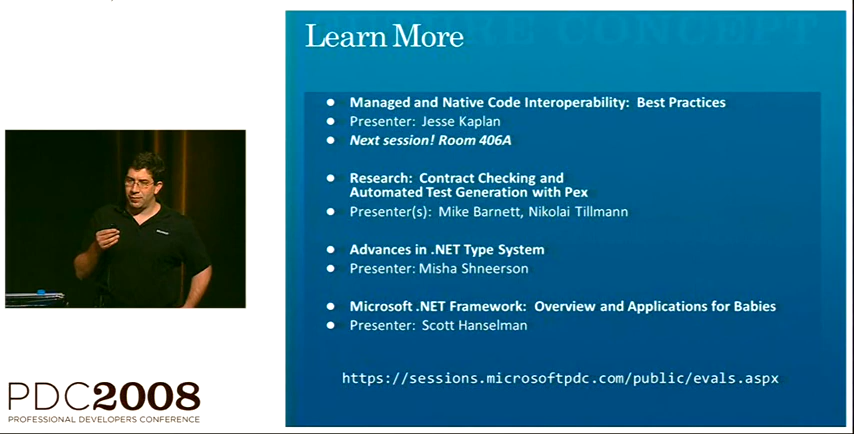 Learn More
Managed and Native Code Interoperability: Best Practices
Presenter: Jesse Kaplan
Next session! Room 406A
Research: Contract Checking and
Automated Test Generation with Pex
Presenter(s): Mike Barnett, Nikolai Tillmann
Advances in .NET Type System
Presenter: Misha Shneerson
Microsoft .NET Framework: Overview and Applications for Babies
Presenter: Scott Hanselman
https://sessions.microsoftpdc.com/public/evals.aspx
PDC2008
PROFESSIONAL DEVELOPERS CONFERENCE